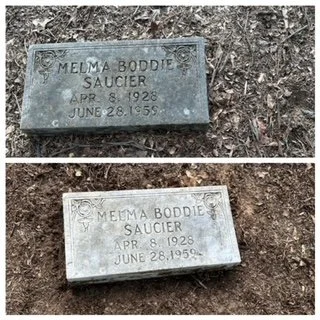 MELMA BODDIE
SAUCIER
APR. 8, 1928
JUNE 28, 1959
MELMA BODDIE
SAUCIER
APR. 8 1928
JUNE 28, 1959